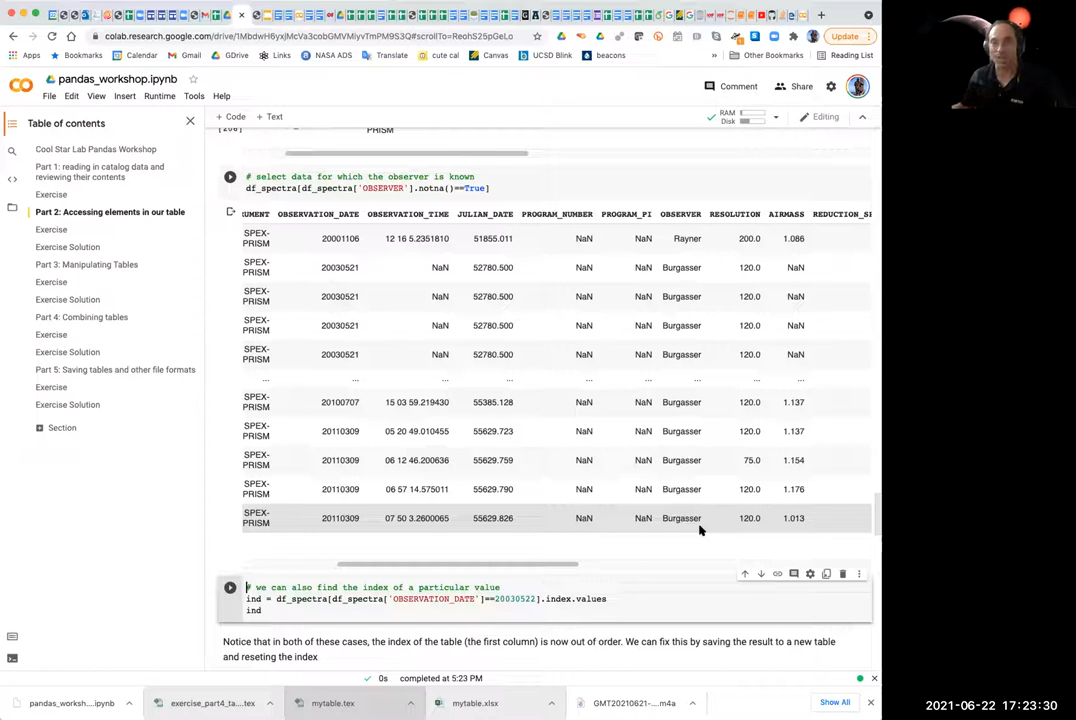 colab.research.google.com/drive/1MbdwH6yxjMcVa3cobGMVMiyvTmPM9S3Q#scrollTo=ReohS25pGeLo
Update
Apps Bookmarks Calendar Gmail GDrive Links NASA ADS Translate cute cal Canvas UCSD Blink beacons » Other Bookmarks Reading List
pandas_workshop.ipynb
Comment Share
File Edit View Insert Runtime Tools Help
+ Code + Text
RAM
Disk
Editing
Table of contents
Cool Star Lab Pandas Workshop
Part 1: reading in catalog data and
reviewing their contents
Exercise
Part 2: Accessing elements in our table
Exercise
Exercise Solution
Part 3: Manipulating Tables
Exercise
Exercise Solution
Part 4: Combining tables
Exercise
Exercise Solution
Part 5: Saving tables and other file formats
Exercise
Exercise Solution
Section
PRISM
# select data for which the observer is known
df_spectra[df_spectra['OBSERVER'].notna()==True]
RUMENT OBSERVATION_DATE OBSERVATION_TIME JULIAN_DATE PROGRAM_NUMBER PROGRAM_PI OBSERVER RESOLUTION AIRMASS REDUCTION_SP
SPEX-
PRISM 20001106 12 16 5.2351810 51855.011 NaN NaN Rayner 200.0 1.086
SPEX-
PRISM 20030521 NaN 52780.500 NaN NaN Burgasser 120.0 NaN
SPEX-
PRISM 20030521 NaN 52780.500 NaN NaN Burgasser 120.0 NaN
SPEX-
PRISM 20030521 NaN 52780.500 NaN NaN Burgasser 120.0 NaN
SPEX-
PRISM 20030521 NaN 52780.500 NaN NaN Burgasser 120.0 NaN
... ... ... ... ... ... ... ... ...
SPEX-
PRISM 20100707 15 03 59.219430 55385.128 NaN NaN Burgasser 120.0 1.137
SPEX-
PRISM 20110309 05 20 49.010455 55629.723 NaN NaN Burgasser 120.0 1.137
SPEX-
PRISM 20110309 06 12 46.200636 55629.759 NaN NaN Burgasser 75.0 1.154
SPEX-
PRISM 20110309 06 57 14.575011 55629.790 NaN NaN Burgasser 120.0 1.176
SPEX-
PRISM 20110309 07 50 3.2600065 55629.826 NaN NaN Burgasser 120.0 1.013
# we can also find the index of a particular value
ind = df_spectra[df_spectra['OBSERVATION_DATE']==20030522].index.values
ind
Notice that in both of these cases, the index of the table (the first column) is now out of order. We can fix this by saving the result to a new table
and reseting the index
0s completed at 5:23 PM
pandas_worksh....ipynb exercise_part4_ta....tex mytable.tex mytable.xlsx GMT20210621-....m4a Show All
2021-06-22 17:23:30